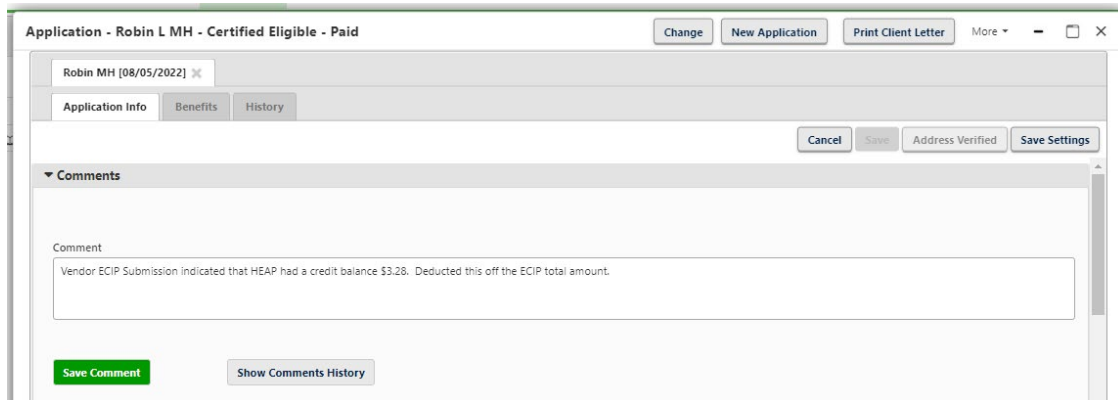 Application - Robin L MH - Certified Eligible - Paid
Change
New Application
Print Client Letter
More
Robin MH [08/05/2022]
Application Info
Benefits
History
Cancel
Save
Address Verified
Save Settings
Comments
Comment
Vendor ECIP Submission indicated that HEAP had a credit balance $3.28. Deducted this off the ECIP total amount.
Save Comment
Show Comments History